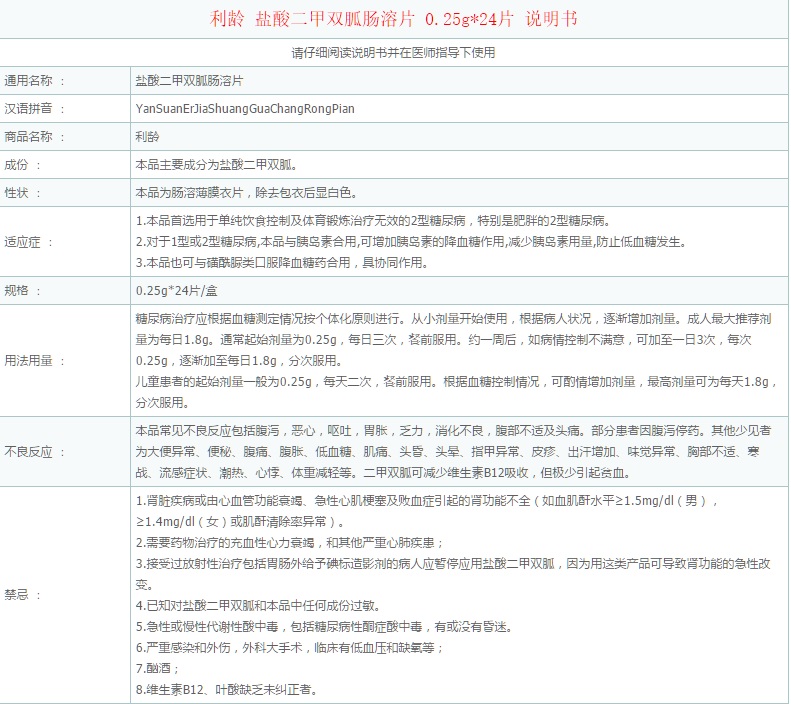 利龄 盐酸二甲双胍肠溶片 0.25g*24片 说明书
请仔细阅读说明书并在医师指导下使用
通用名称 ： 盐酸二甲双胍肠溶片
汉语拼音 ： YanSuanErJiaShuangGuaChangRongPian
商品名称 ： 利龄
成份 ： 本品主要成分为盐酸二甲双胍。
性状 ： 本品为肠溶薄膜衣片，除去包衣后显白色。
适应症 ：
1.本品首选用于单纯饮食控制及体育锻炼治疗无效的2型糖尿病，特别是肥胖的2型糖尿病。
2.对于1型或2型糖尿病,本品与胰岛素合用,可增加胰岛素的降血糖作用,减少胰岛素用量,防止低血糖发生。
3.本品也可与磺酰脲类口服降血糖药合用，具协同作用。
规格 ： 0.25g*24片/盒
用法用量 ：
糖尿病治疗应根据血糖测定情况按个体化原则进行。从小剂量开始使用，根据病人状况，逐渐增加剂量。成人最大推荐剂
量为每日1.8g。通常起始剂量为0.25g，每日三次，餐前服用。约一周后，如病情控制不满意，可加至一日3次，每次
0.25g，逐渐加至每日1.8g，分次服用。
儿童患者的起始剂量一般为0.25g，每天二次，餐前服用。根据血糖控制情况，可酌情增加剂量，最高剂量可为每天1.8g，
分次服用。
不良反应 ：
本品常见不良反应包括腹泻，恶心，呕吐，胃胀，乏力，消化不良，腹部不适及头痛。部分患者因腹泻停药。其他少见者
为大便异常、便秘、腹痛、腹胀、低血糖、肌痛、头昏、头晕、指甲异常、皮疹、出汗增加、味觉异常、胸部不适、寒
战、流感症状、潮热、心悸、体重减轻等。二甲双胍可减少维生素B12吸收，但极少引起贫血。
禁忌 ：
1.肾脏疾病或由心血管功能衰竭、急性心肌梗塞及败血症引起的肾功能不全（如血肌酐水平≥1.5mg/dl（男），
≥1.4mg/dl（女）或肌酐清除率异常）。
2.需要药物治疗的充血性心力衰竭，和其他严重心肺疾患；
3.接受过放射性治疗包括胃肠外给予碘标造影剂的病人应暂停应用盐酸二甲双胍，因为用这类产品可导致肾功能的急性改
变。
4.已知对盐酸二甲双胍和本品中任何成份过敏。
5.急性或慢性代谢性酸中毒，包括糖尿病性酮症酸中毒，有或没有昏迷。
6.严重感染和外伤，外科大手术，临床有低血压和缺氧等；
7.酗酒；
8.维生素B12、叶酸缺乏未纠正者。